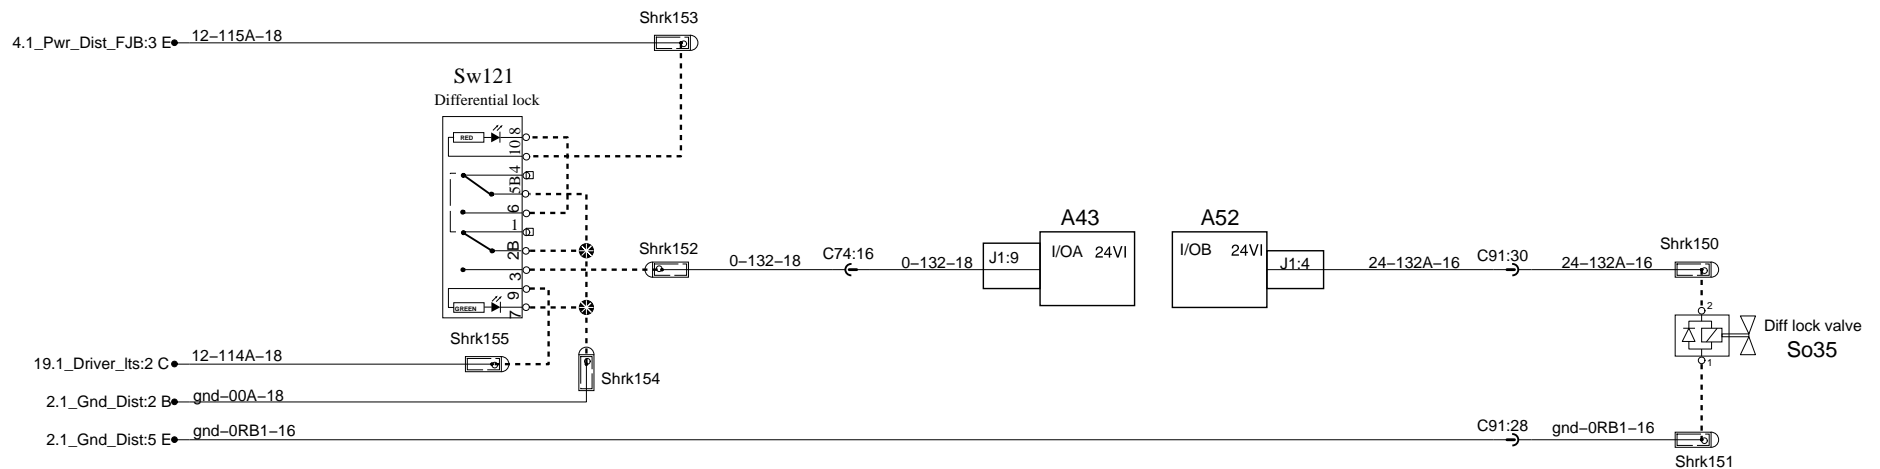 Shrk153
4.1_Pwr_Dist_FJB:3 E
12-115A-18
Sw121
Differential lock
RED
8
10
4
5B
6
1
2B
3
9
7
GREEN
Shrk152
0-132-18
C74:16
0-132-18
J1:9
A43
I/OA 24VI
A52
I/OB 24VI
J1:4
24-132A-16
C91:30
24-132A-16
Shrk150
2
Diff lock valve
So35
1
Shrk155
19.1_Driver_lts:2 C
12-114A-18
Shrk154
2.1_Gnd_Dist:2 B
gnd-00A-18
2.1_Gnd_Dist:5 E
gnd-0RB1-16
C91:28
gnd-0RB1-16
Shrk151